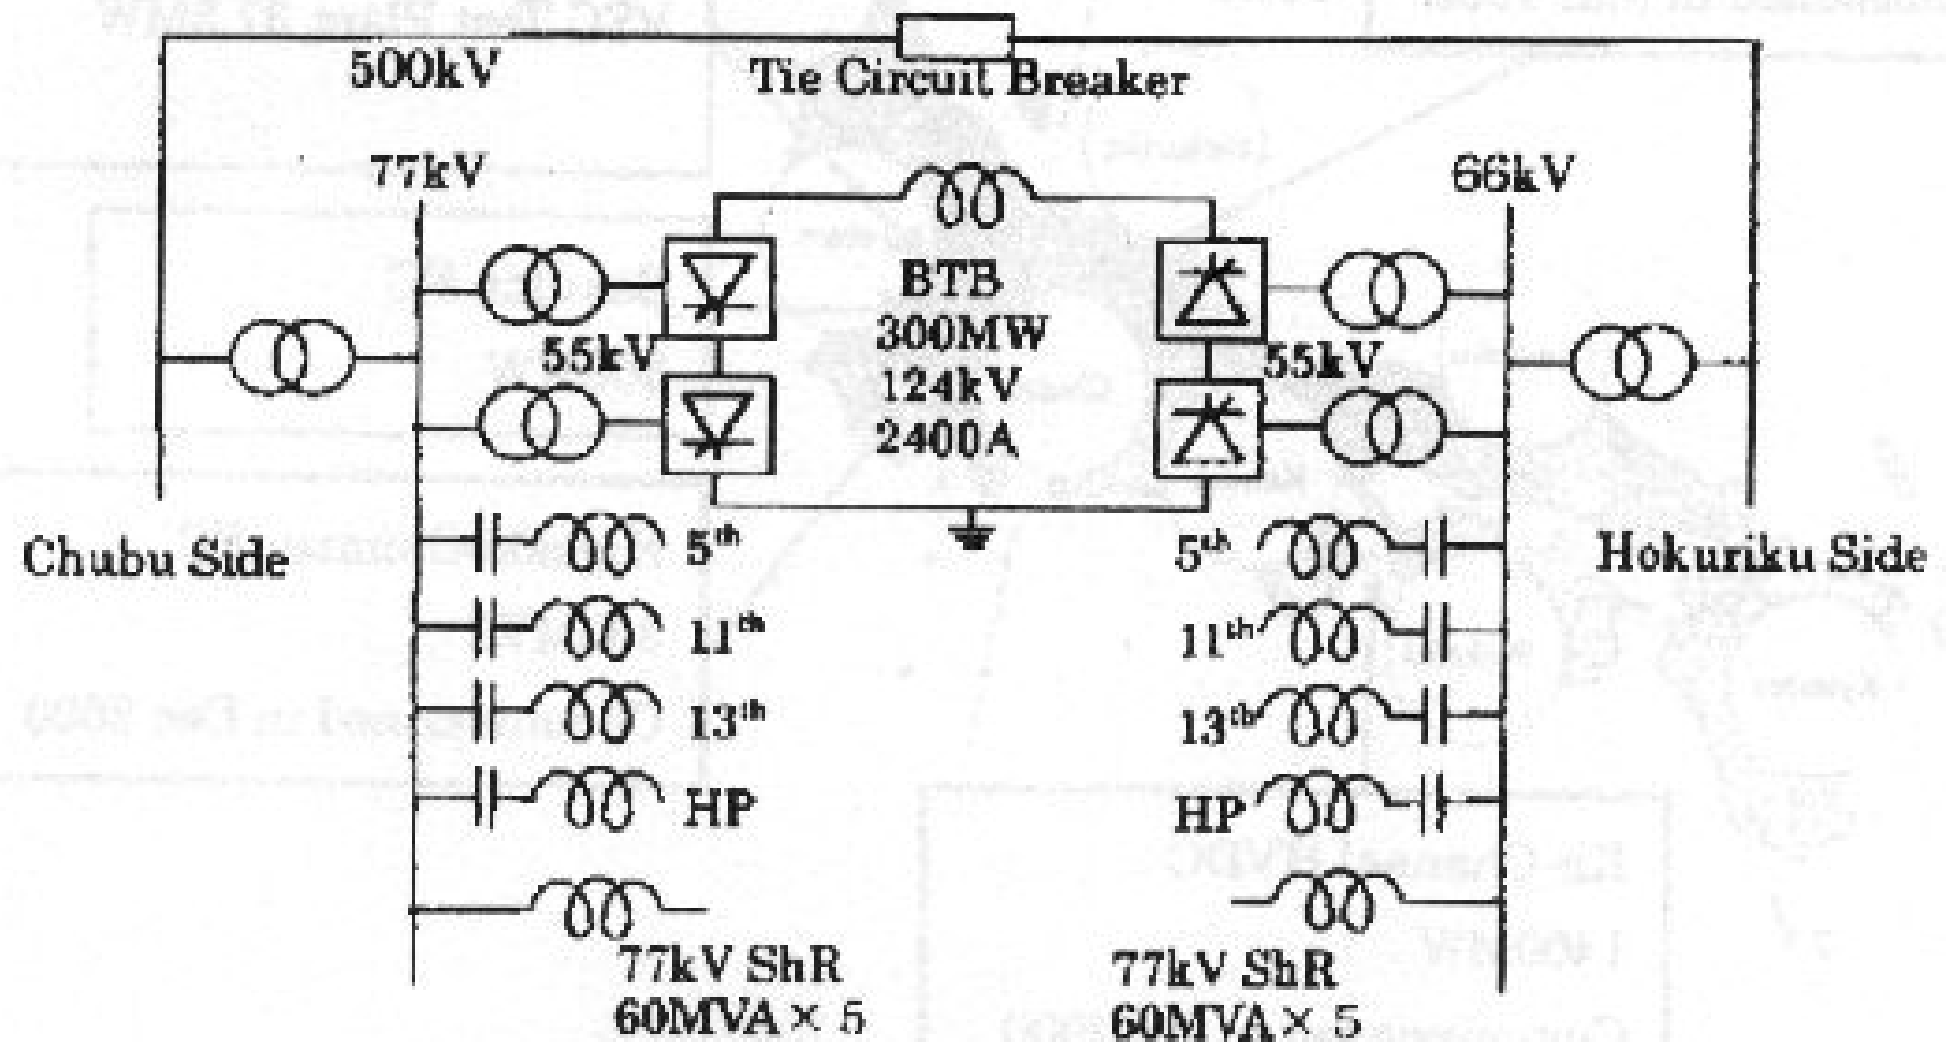 500kV
Tie Circuit Breaker
77kV
66kV
BTB
300MW
124kV
2400A
55kV
55kV
Chubu Side
Hokuriku Side
5th
5th
11th
11th
13th
13th
HP
HP
77kV ShR
60MVA × 5
77kV ShR
60MVA × 5